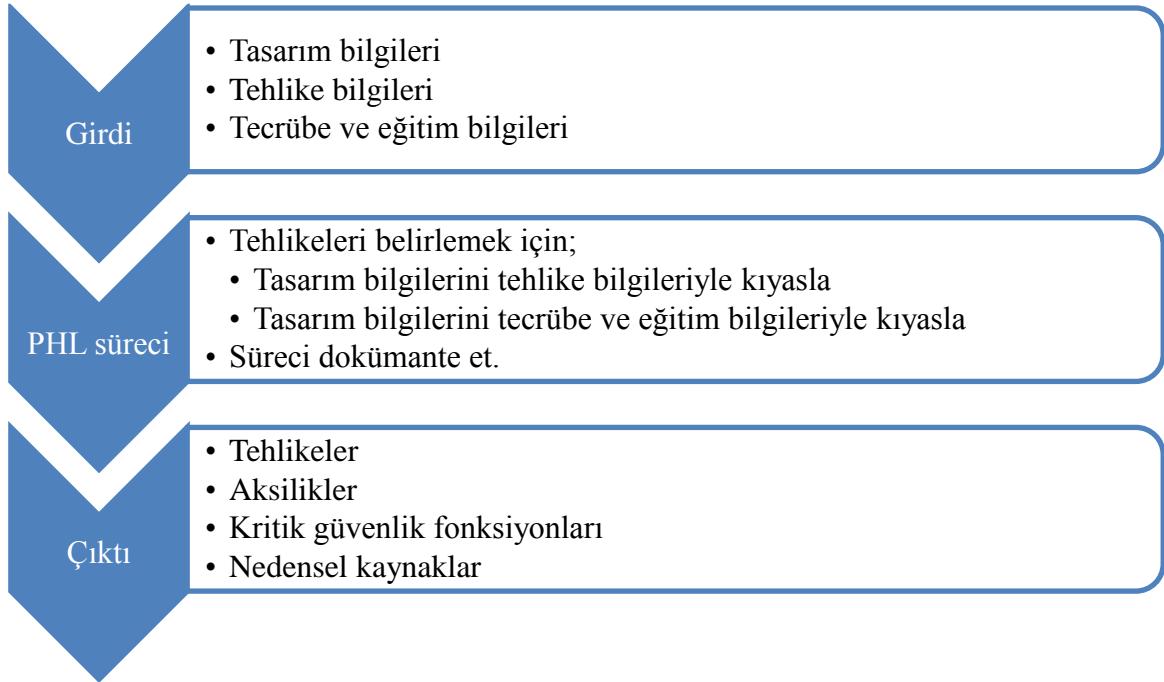 Girdi
• Tasarım bilgileri
• Tehlike bilgileri
• Tecrübe ve eğitim bilgileri
PHL süreci
• Tehlikeleri belirlemek için;
• Tasarım bilgilerini tehlike bilgileriyle kıyasla
• Tasarım bilgilerini tecrübe ve eğitim bilgileriyle kıyasla
• Süreci dokümante et.
Çıktı
• Tehlikeler
• Aksilikler
• Kritik güvenlik fonksiyonları
• Nedensel kaynaklar